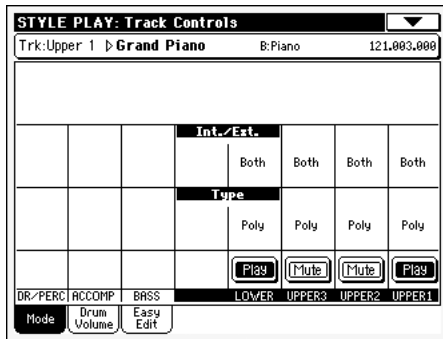 STYLE PLAY: Track Controls
Trk:Upper 1 Grand Piano B:Piano 121.003.000
Int./Ext.
Both Both Both Both
Type
Poly Poly Poly Poly
Play Mute Mute Play
DR/PERC ACCOMP BASS LOWER UPPER3 UPPER2 UPPER1
Mode Drum Volume Easy Edit